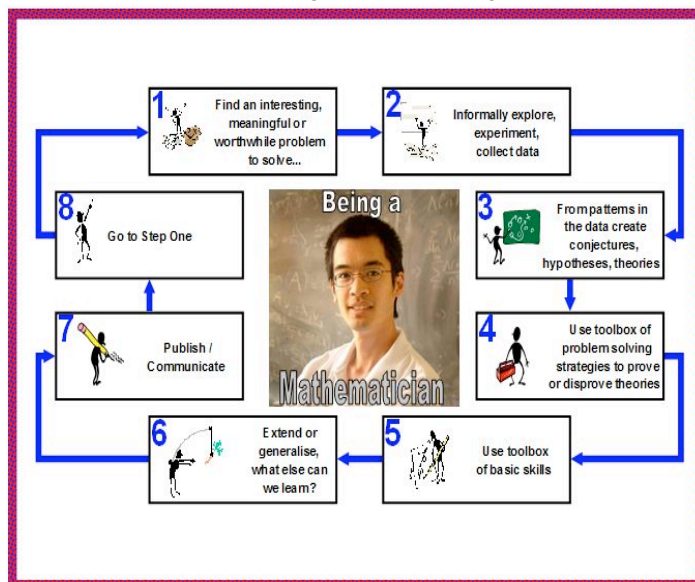 1
Find an interesting,
meaningful or
worthwhile problem
to solve...
2
Informally explore,
experiment,
collect data
3
From patterns in
the data create
conjectures,
hypotheses, theories
4
Use toolbox of
problem solving
strategies to prove
or disprove theories
5
Use toolbox
of basic skills
6
Extend or
generalise,
what else can
we learn?
7
Publish /
Communicate
8
Go to Step One
Being a
Mathematician